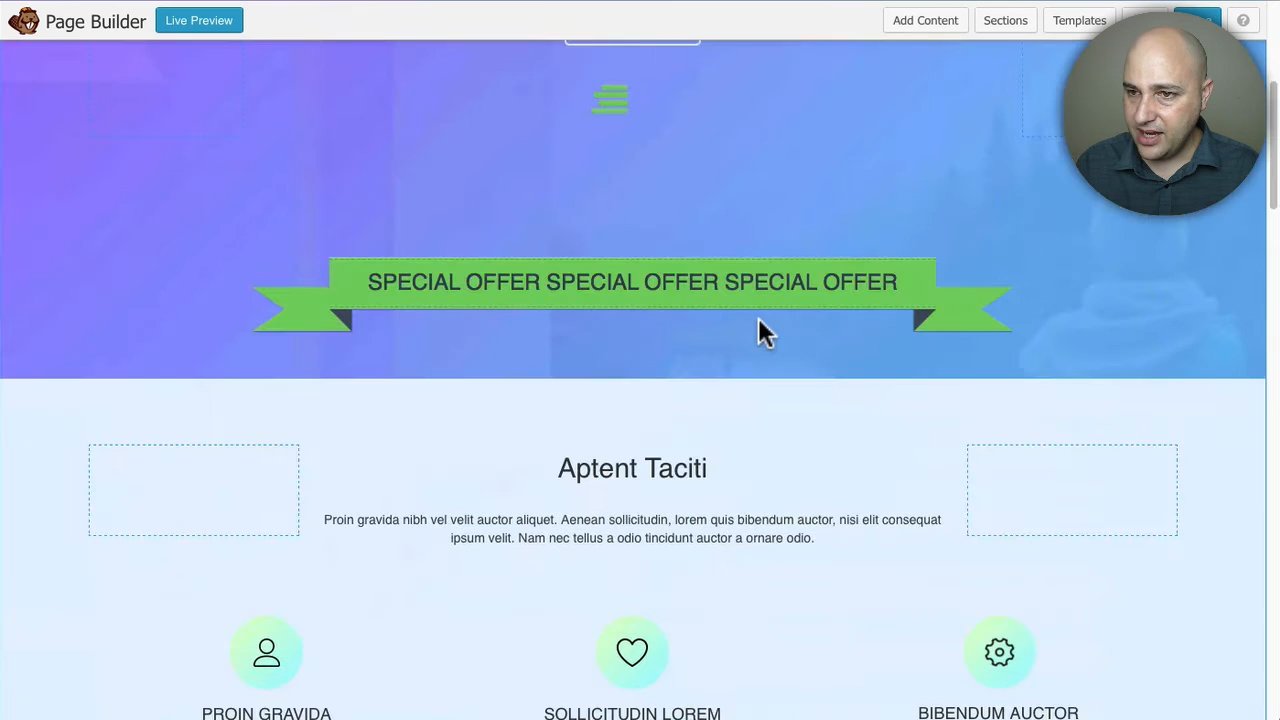 Page Builder
Live Preview
Add Content
Sections
Templates
SPECIAL OFFER SPECIAL OFFER SPECIAL OFFER
Aptent Taciti
Proin gravida nibh vel velit auctor aliquet. Aenean sollicitudin, lorem quis bibendum auctor, nisi elit consequat
ipsum velit. Nam nec tellus a odio tincidunt auctor a ornare odio.
PROIN GRAVIDA
SOLLICITUDIN LOREM
BIBENDUM AUCTOR